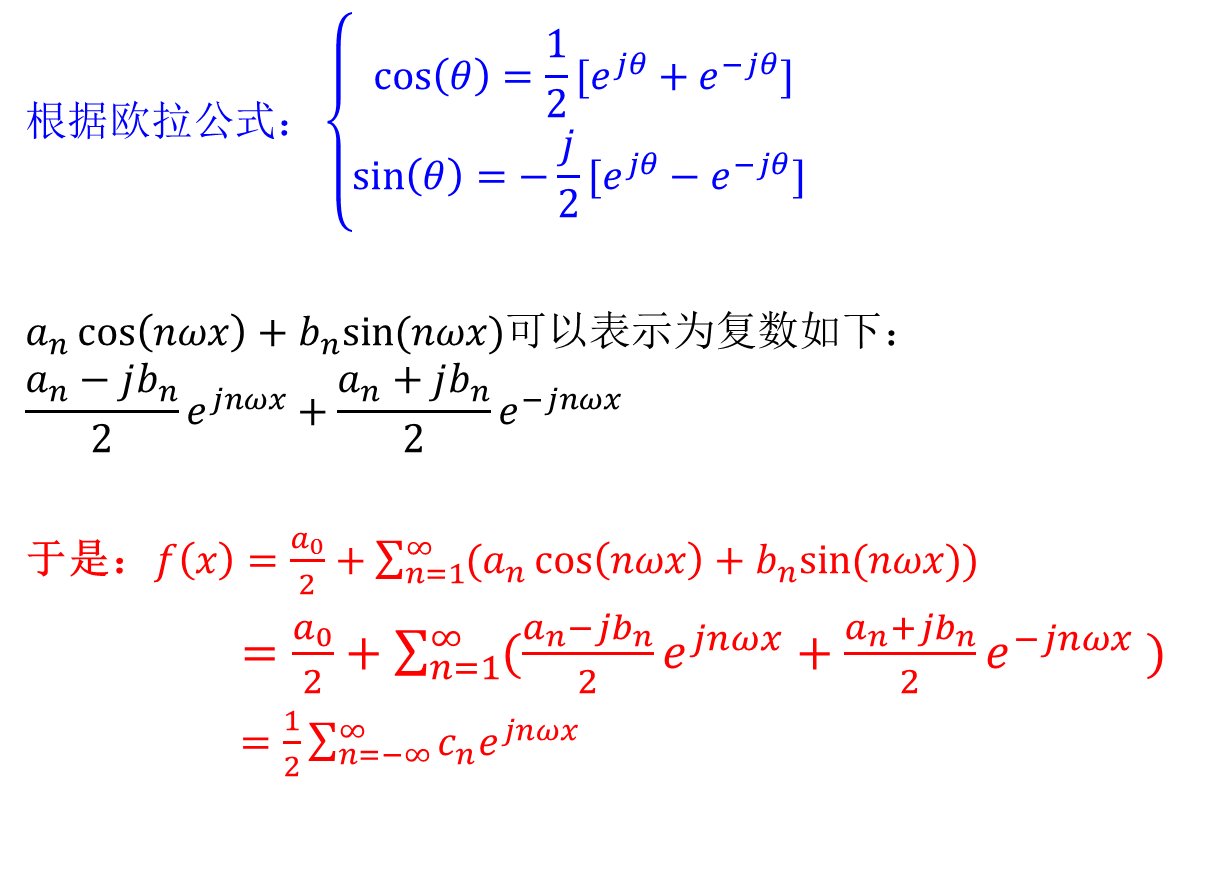 根据欧拉公式： { cos(θ) = 1/2 [e^{jθ} + e^{-jθ}]
sin(θ) = − j/2 [e^{jθ} − e^{-jθ}]
a_n cos(nωx) + b_n sin(nωx)可以表示为复数如下：
(a_n − jb_n)/2 e^{jnωx} + (a_n + jb_n)/2 e^{−jnωx}
于是：f(x) = a_0/2 + ∑_{n=1}^{∞}(a_n cos(nωx) + b_n sin(nωx))
= a_0/2 + ∑_{n=1}^{∞}((a_n−jb_n)/2 e^{jnωx} + (a_n+jb_n)/2 e^{−jnωx} )
= 1/2 ∑_{n=−∞}^{∞} c_n e^{jnωx}